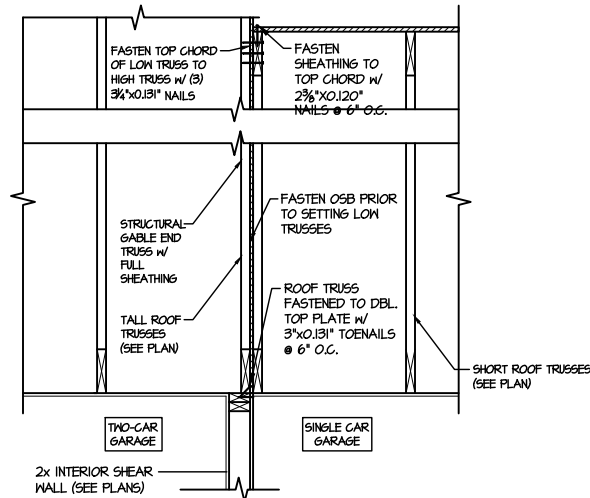 FASTEN TOP CHORD
OF LOW TRUSS TO
HIGH TRUSS w/ (3)
3¼"x0.131" NAILS
FASTEN
SHEATHING TO
TOP CHORD w/
2⅜"x0.120"
NAILS @ 6" O.C.
STRUCTURAL
GABLE END
TRUSS w/
FULL
SHEATHING
FASTEN OSB PRIOR
TO SETTING LOW
TRUSSES
TALL ROOF
TRUSSES
(SEE PLAN)
ROOF TRUSS
FASTENED TO DBL.
TOP PLATE w/
3"x0.131" TOENAILS
@ 6" O.C.
SHORT ROOF TRUSSES
(SEE PLAN)
TWO-CAR
GARAGE
SINGLE CAR
GARAGE
2x INTERIOR SHEAR
WALL (SEE PLANS)